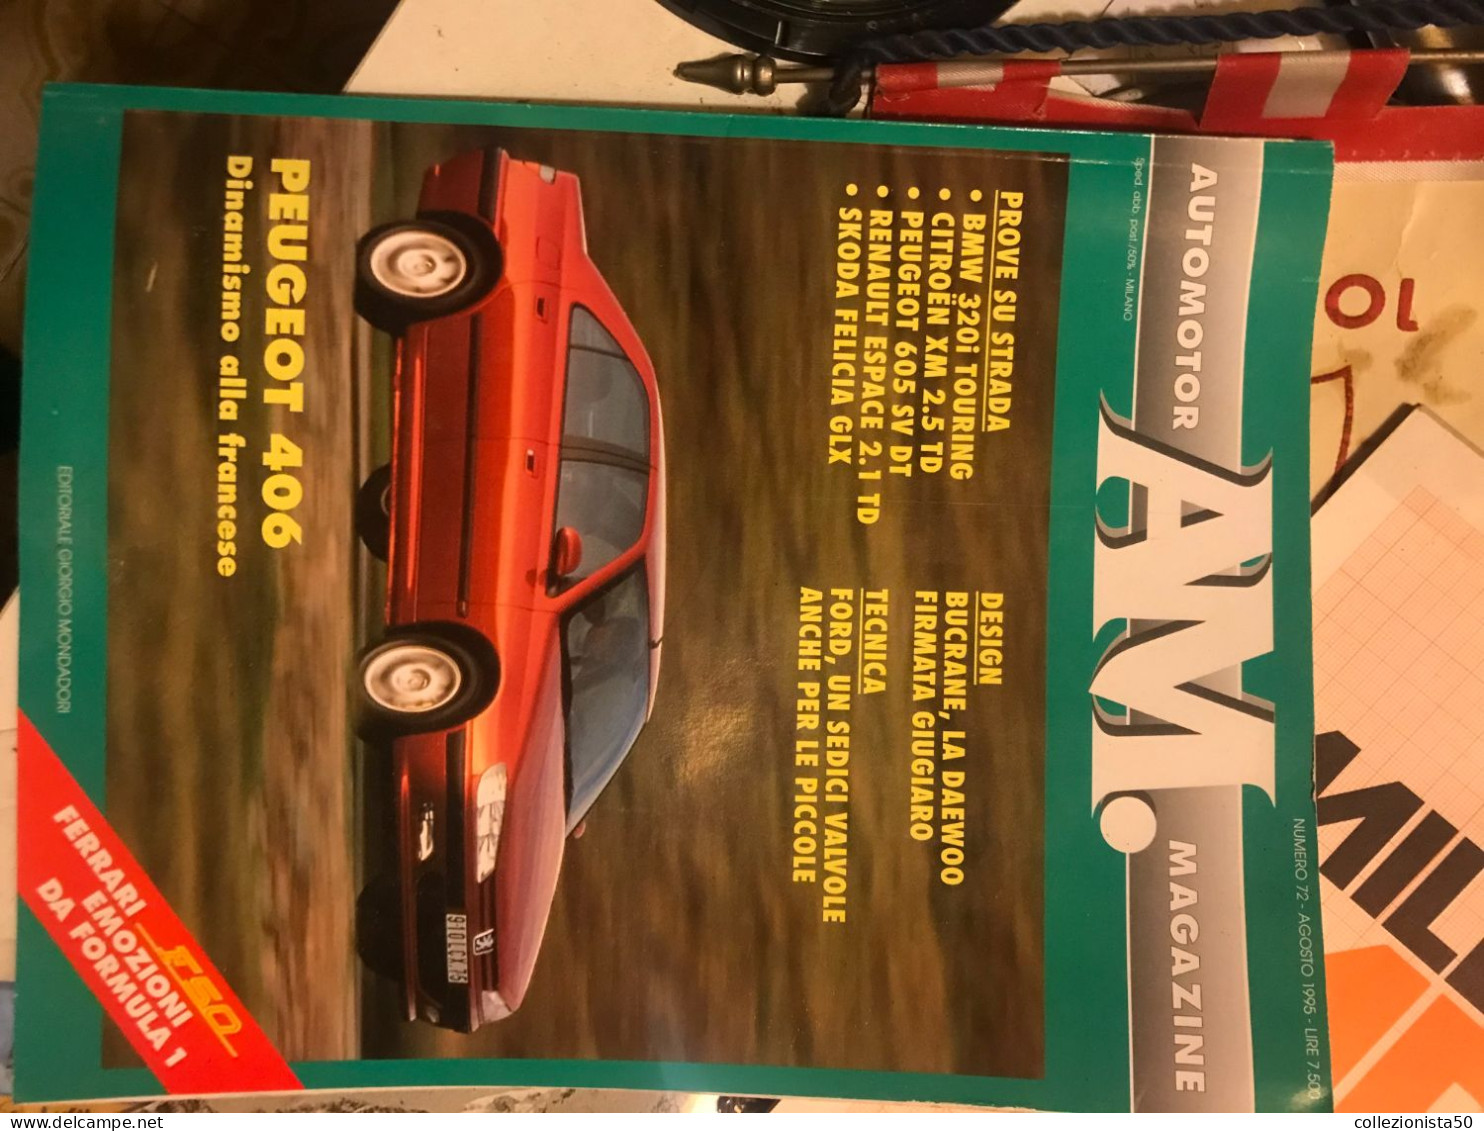 NUMERO 72 - AGOSTO 1995 - LIRE 7.500
AUTOMOTOR AM. MAGAZINE
Sped. abb. post./50% - MILANO
PROVE SU STRADA
• BMW 320i TOURING
• CITROËN XM 2.5 TD
• PEUGEOT 605 SV DT
• RENAULT ESPACE 2.1 TD
• SKODA FELICIA GLX
DESIGN
BUCRANE, LA DAEWOO
FIRMATA GIUGIARO
TECNICA
FORD, UN SEDICI VALVOLE
ANCHE PER LE PICCOLE
PEUGEOT 406
Dinamismo alla francese
F50
FERRARI
EMOZIONI
DA FORMULA 1
EDITORIALE GIORGIO MONDADORI
MIL
delcampe.net
collezionista50